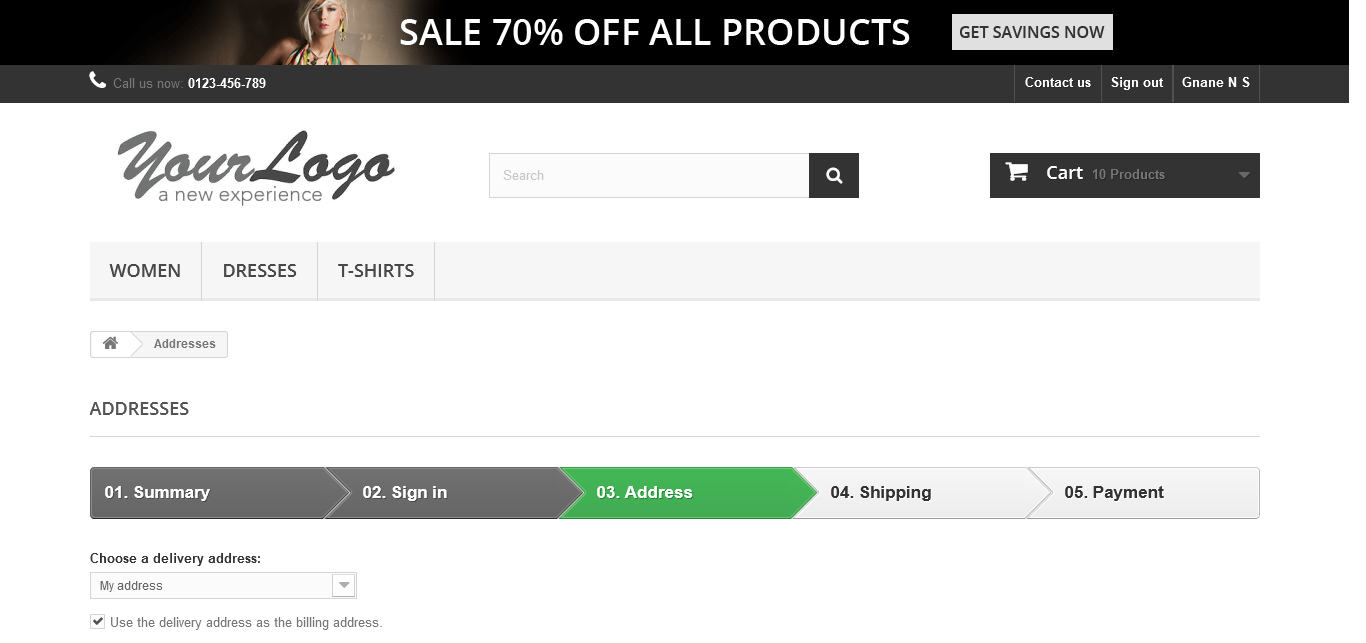 SALE 70% OFF ALL PRODUCTS GET SAVINGS NOW
Call us now: 0123-456-789 Contact us Sign out Gnane N S
Your Logo
a new experience
Search
Cart 10 Products
WOMEN DRESSES T-SHIRTS
Addresses
ADDRESSES
01. Summary 02. Sign in 03. Address 04. Shipping 05. Payment
Choose a delivery address:
My address
Use the delivery address as the billing address.